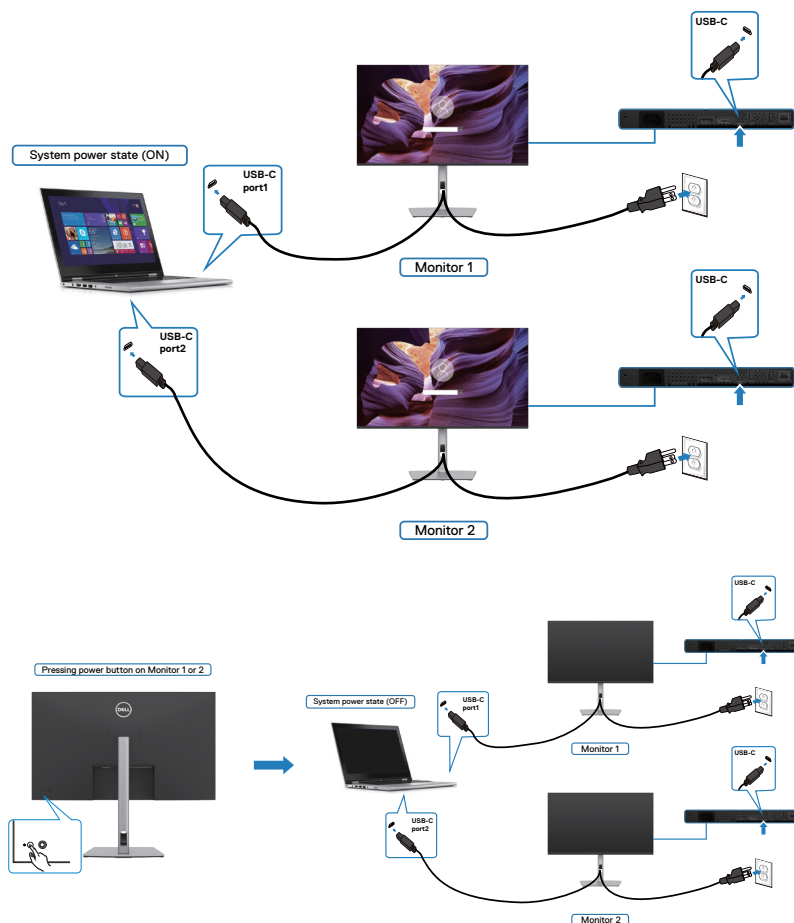 USB-C
System power state (ON)
USB-C
port1
Monitor 1
USB-C
USB-C
port2
Monitor 2
USB-C
Pressing power button on Monitor 1 or 2
DELL
System power state (OFF)
USB-C
port1
Monitor 1
USB-C
USB-C
port2
Monitor 2